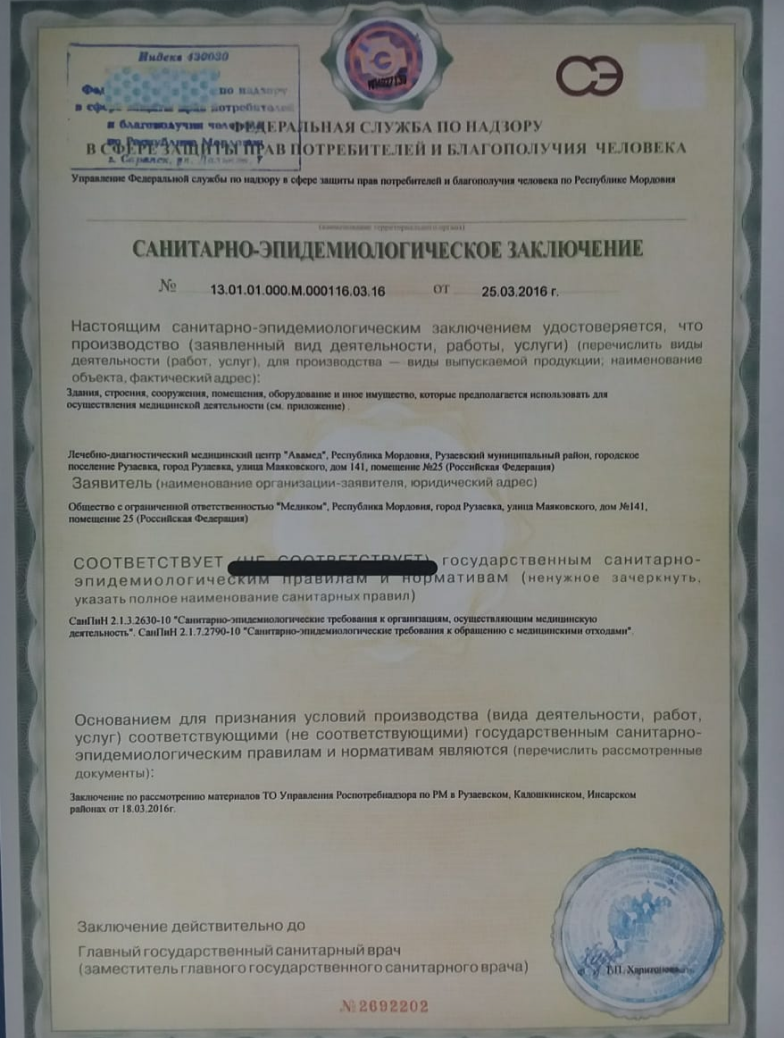 Индекс 430030
по надзору
в сфере защиты прав потребителей
и благополучия человека
по Республике
г. Саранск, ул.
СЭ
ФЕДЕРАЛЬНАЯ СЛУЖБА ПО НАДЗОРУ
В СФЕРЕ ЗАЩИТЫ ПРАВ ПОТРЕБИТЕЛЕЙ И БЛАГОПОЛУЧИЯ ЧЕЛОВЕКА
Управление Федеральной службы по надзору в сфере защиты прав потребителей и благополучия человека по Республике Мордовия
(наименование территориального органа)
САНИТАРНО-ЭПИДЕМИОЛОГИЧЕСКОЕ ЗАКЛЮЧЕНИЕ
№ 13.01.01.000.М.000116.03.16 ОТ 25.03.2016 г.
Настоящим санитарно-эпидемиологическим заключением удостоверяется, что
производство (заявленный вид деятельности, работы, услуги) (перечислить виды
деятельности (работ, услуг), для производства — виды выпускаемой продукции; наименование
объекта, фактический адрес):
Здания, строения, сооружения, помещения, оборудование и иное имущество, которые предполагается использовать для
осуществления медицинской деятельности (см. приложение) .
Лечебно-диагностический медицинский центр "Авамед", Республика Мордовия, Рузаевский муниципальный район, городское
поселение Рузаевка, город Рузаевка, улица Маяковского, дом 141, помещение №25 (Российская Федерация)
Заявитель (наименование организации-заявителя, юридический адрес)
Общество с ограниченной ответственностью "Медиком", Республика Мордовия, город Рузаевка, улица Маяковского, дом №141,
помещение 25 (Российская Федерация)
СООТВЕТСТВУЕТ (НЕ СООТВЕТСТВУЕТ) государственным санитарно-
эпидемиологическим правилам и нормативам (ненужное зачеркнуть,
указать полное наименование санитарных правил)
СанПиН 2.1.3.2630-10 "Санитарно-эпидемиологические требования к организациям, осуществляющим медицинскую
деятельность". СанПиН 2.1.7.2790-10 "Санитарно-эпидемиологические требования к обращению с медицинскими отходами".
Основанием для признания условий производства (вида деятельности, работ,
услуг) соответствующими (не соответствующими) государственным санитарно-
эпидемиологическим правилам и нормативам являются (перечислить рассмотренные
документы):
Заключение по рассмотрению материалов ТО Управления Роспотребнадзора по РМ в Рузаевском, Кадошкинском, Инсарском
районах от 18.03.2016г.
Заключение действительно до
Главный государственный санитарный врач
(заместитель главного государственного санитарного врача)
Харитонова
№2692202